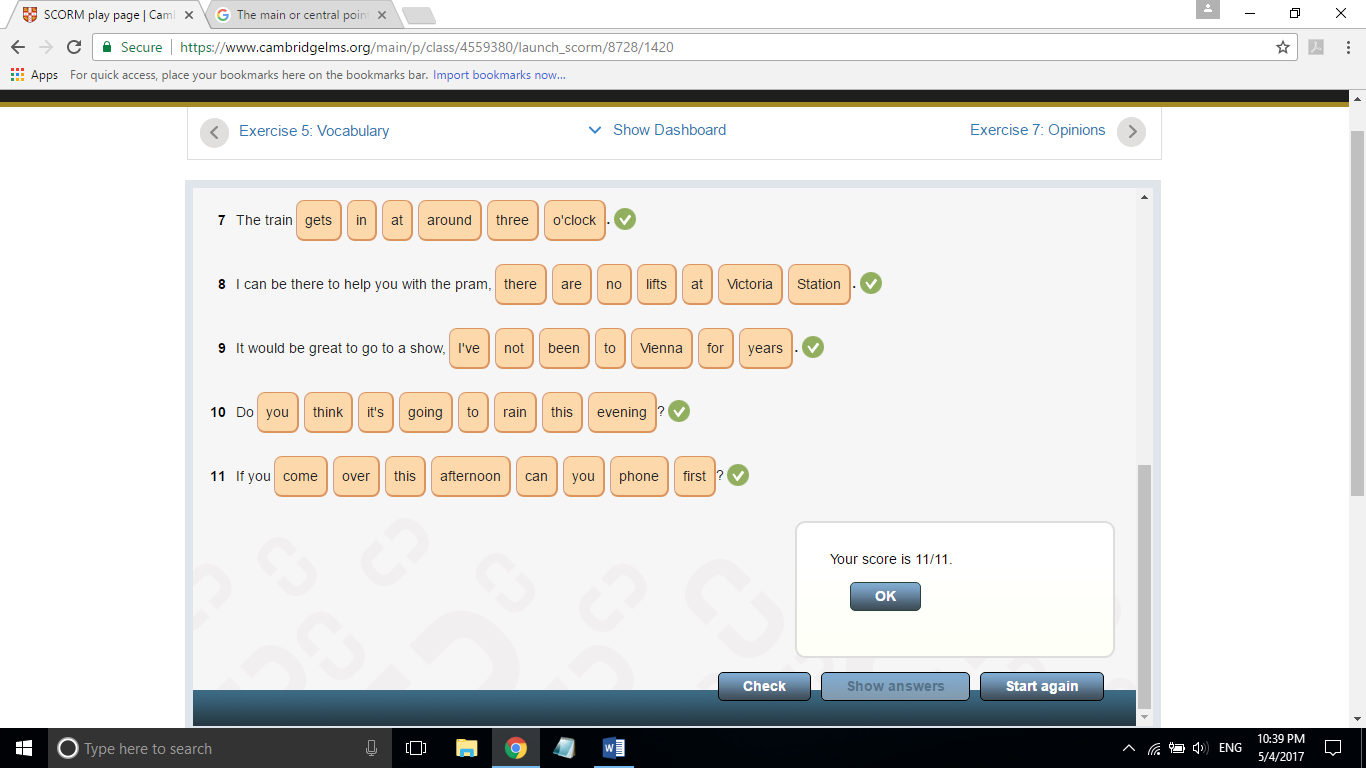 SCORM play page | Cam
The main or central poin
Secure https://www.cambridgelms.org/main/p/class/4559380/launch_scorm/8728/1420
Apps For quick access, place your bookmarks here on the bookmarks bar. Import bookmarks now...
Exercise 5: Vocabulary Show Dashboard Exercise 7: Opinions
7 The train gets in at around three o'clock .
8 I can be there to help you with the pram, there are no lifts at Victoria Station .
9 It would be great to go to a show, I've not been to Vienna for years .
10 Do you think it's going to rain this evening ?
11 If you come over this afternoon can you phone first ?
Your score is 11/11.
OK
Check Show answers Start again
Type here to search
ENG
10:39 PM
5/4/2017